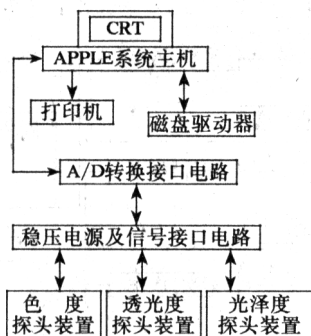 CRT
APPLE系统主机
打印机
磁盘驱动器
A/D转换接口电路
稳压电源及信号接口电路
色 度
探头装置
透光度
探头装置
光泽度
探头装置